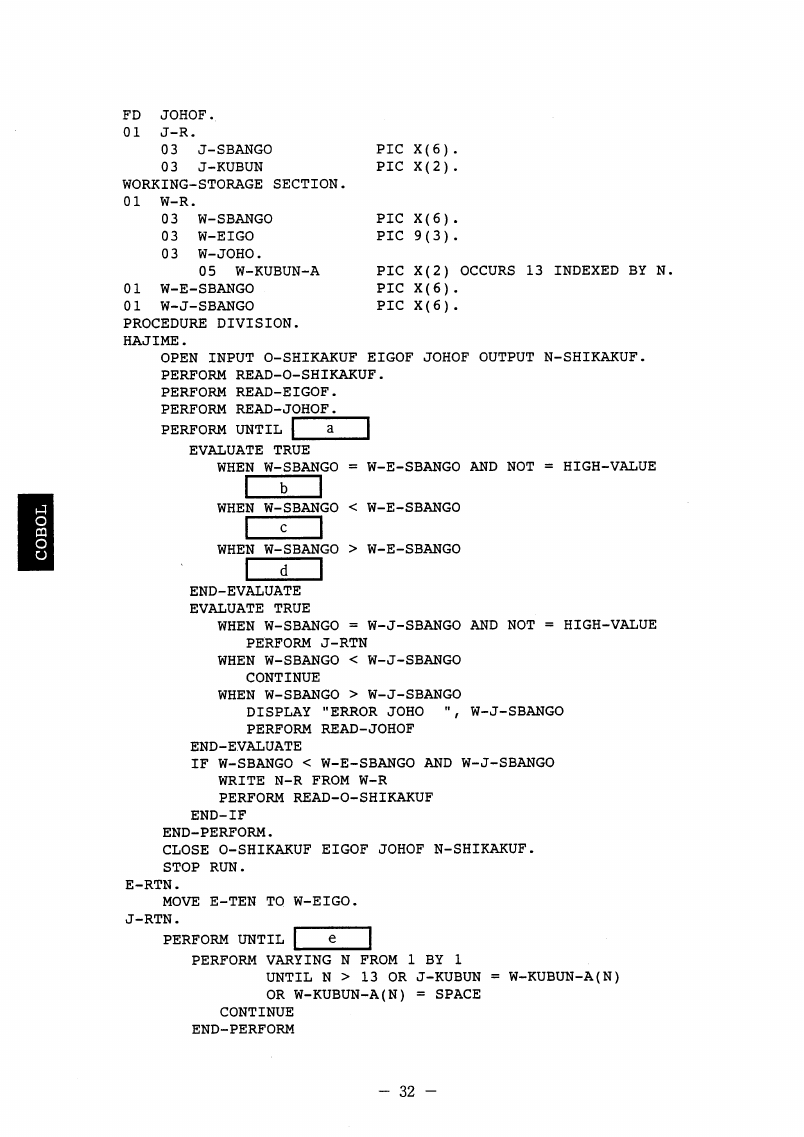 FD  JOHOF.
01  J-R.
    03  J-SBANGO           PIC X(6).
    03  J-KUBUN            PIC X(2).
WORKING-STORAGE SECTION.
01  W-R.
    03  W-SBANGO           PIC X(6).
    03  W-EIGO             PIC 9(3).
    03  W-JOHO.
        05  W-KUBUN-A      PIC X(2) OCCURS 13 INDEXED BY N.
01  W-E-SBANGO             PIC X(6).
01  W-J-SBANGO             PIC X(6).
PROCEDURE DIVISION.
HAJIME.
    OPEN INPUT O-SHIKAKUF EIGOF JOHOF OUTPUT N-SHIKAKUF.
    PERFORM READ-O-SHIKAKUF.
    PERFORM READ-EIGOF.
    PERFORM READ-JOHOF.
    PERFORM UNTIL a
       EVALUATE TRUE
          WHEN W-SBANGO = W-E-SBANGO AND NOT = HIGH-VALUE
             b
          WHEN W-SBANGO < W-E-SBANGO
             c
          WHEN W-SBANGO > W-E-SBANGO
             d
       END-EVALUATE
       EVALUATE TRUE
          WHEN W-SBANGO = W-J-SBANGO AND NOT = HIGH-VALUE
             PERFORM J-RTN
          WHEN W-SBANGO < W-J-SBANGO
             CONTINUE
          WHEN W-SBANGO > W-J-SBANGO
             DISPLAY "ERROR JOHO  ", W-J-SBANGO
             PERFORM READ-JOHOF
       END-EVALUATE
       IF W-SBANGO < W-E-SBANGO AND W-J-SBANGO
          WRITE N-R FROM W-R
          PERFORM READ-O-SHIKAKUF
       END-IF
    END-PERFORM.
    CLOSE O-SHIKAKUF EIGOF JOHOF N-SHIKAKUF.
    STOP RUN.
E-RTN.
    MOVE E-TEN TO W-EIGO.
J-RTN.
    PERFORM UNTIL e
       PERFORM VARYING N FROM 1 BY 1
               UNTIL N > 13 OR J-KUBUN = W-KUBUN-A(N)
               OR W-KUBUN-A(N) = SPACE
          CONTINUE
       END-PERFORM
COBOL
— 32 —